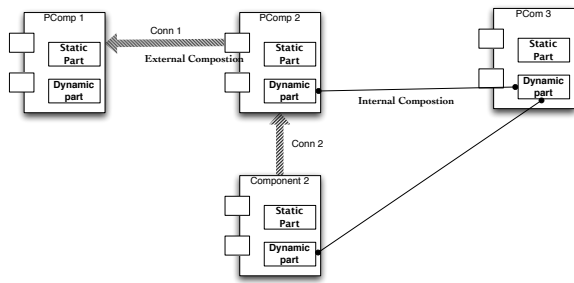 PComp 1
Static
Part
Dynamic
part
Conn 1
External Compostion
PComp 2
Static
Part
Dynamic
part
Internal Compostion
PCom 3
Static
Part
Dynamic
part
Conn 2
Component 2
Static
Part
Dynamic
part